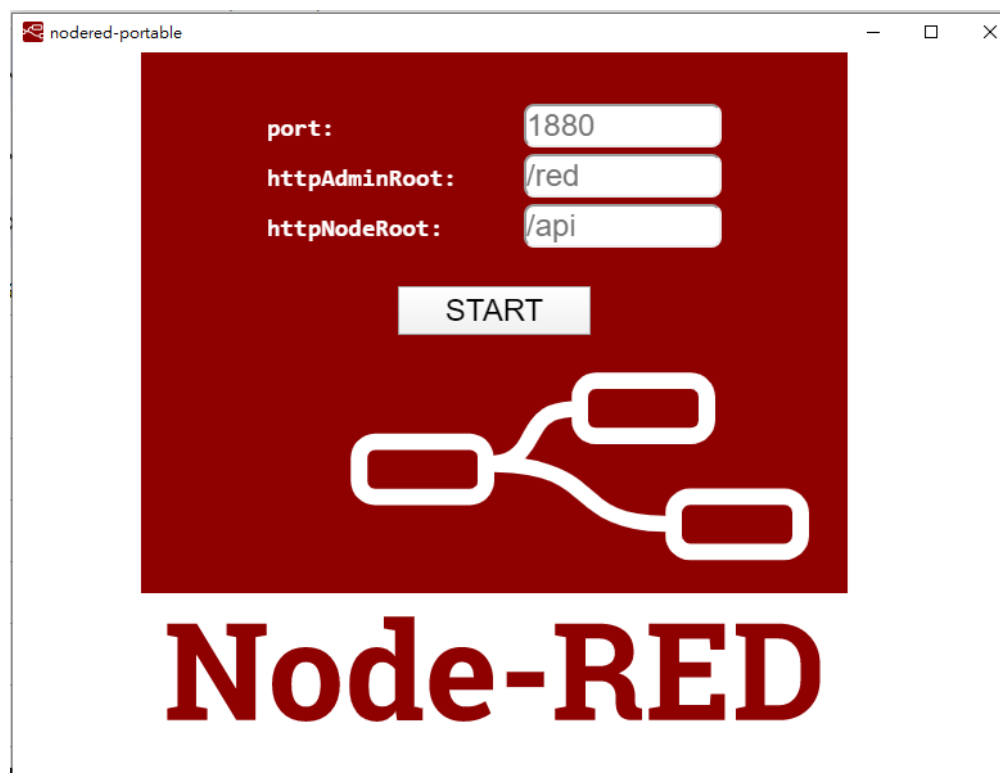 nodered-portable
port: 1880
httpAdminRoot: /red
httpNodeRoot: /api
START
Node-RED